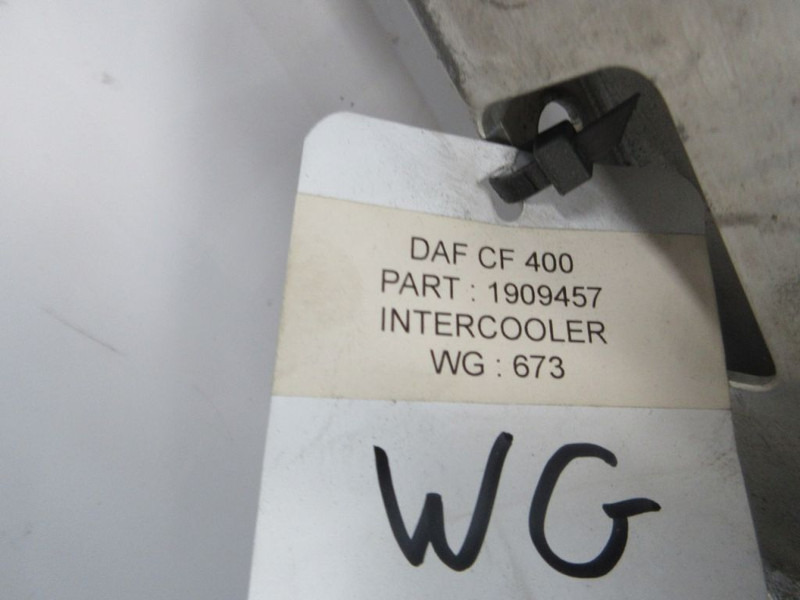 DAF CF 400
PART : 1909457
INTERCOOLER
WG : 673
WG